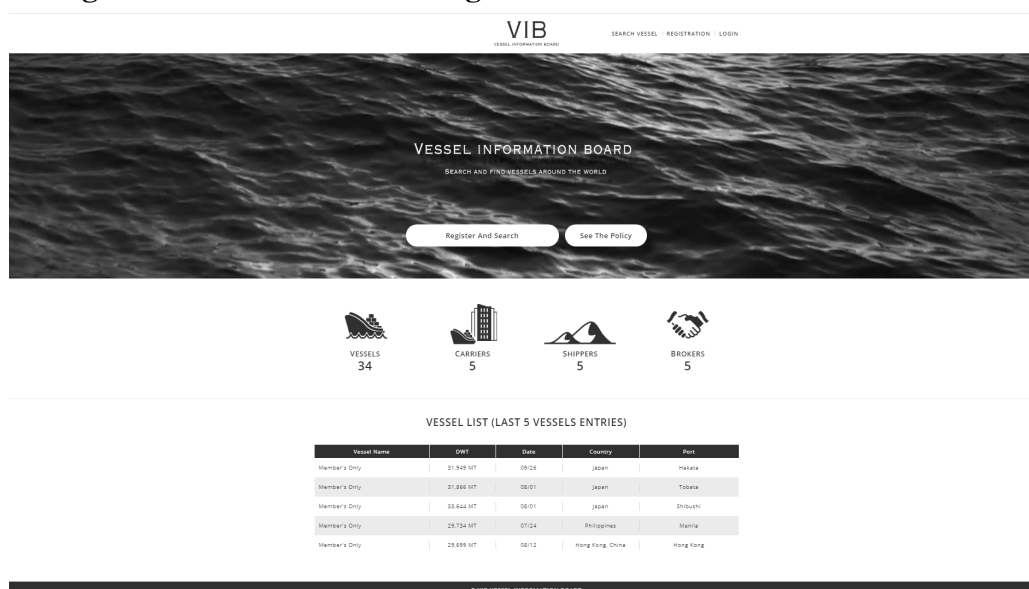 VIB
VESSEL INFORMATION BOARD
SEARCH VESSEL | REGISTRATION | LOGIN
VESSEL INFORMATION BOARD
SEARCH AND FIND VESSELS AROUND THE WORLD
Register And Search
See The Policy
VESSELS
34
CARRIERS
5
SHIPPERS
5
BROKERS
5
VESSEL LIST (LAST 5 VESSELS ENTRIES)
Vessel Name DWT Date Country Port
Member's Only 31,949 MT 09/26 Japan Hakata
Member's Only 31,866 MT 08/01 Japan Tobata
Member's Only 33,644 MT 08/01 Japan Shibushi
Member's Only 29,734 MT 07/24 Philippines Manila
Member's Only 29,699 MT 08/12 Hong Kong, China Hong Kong